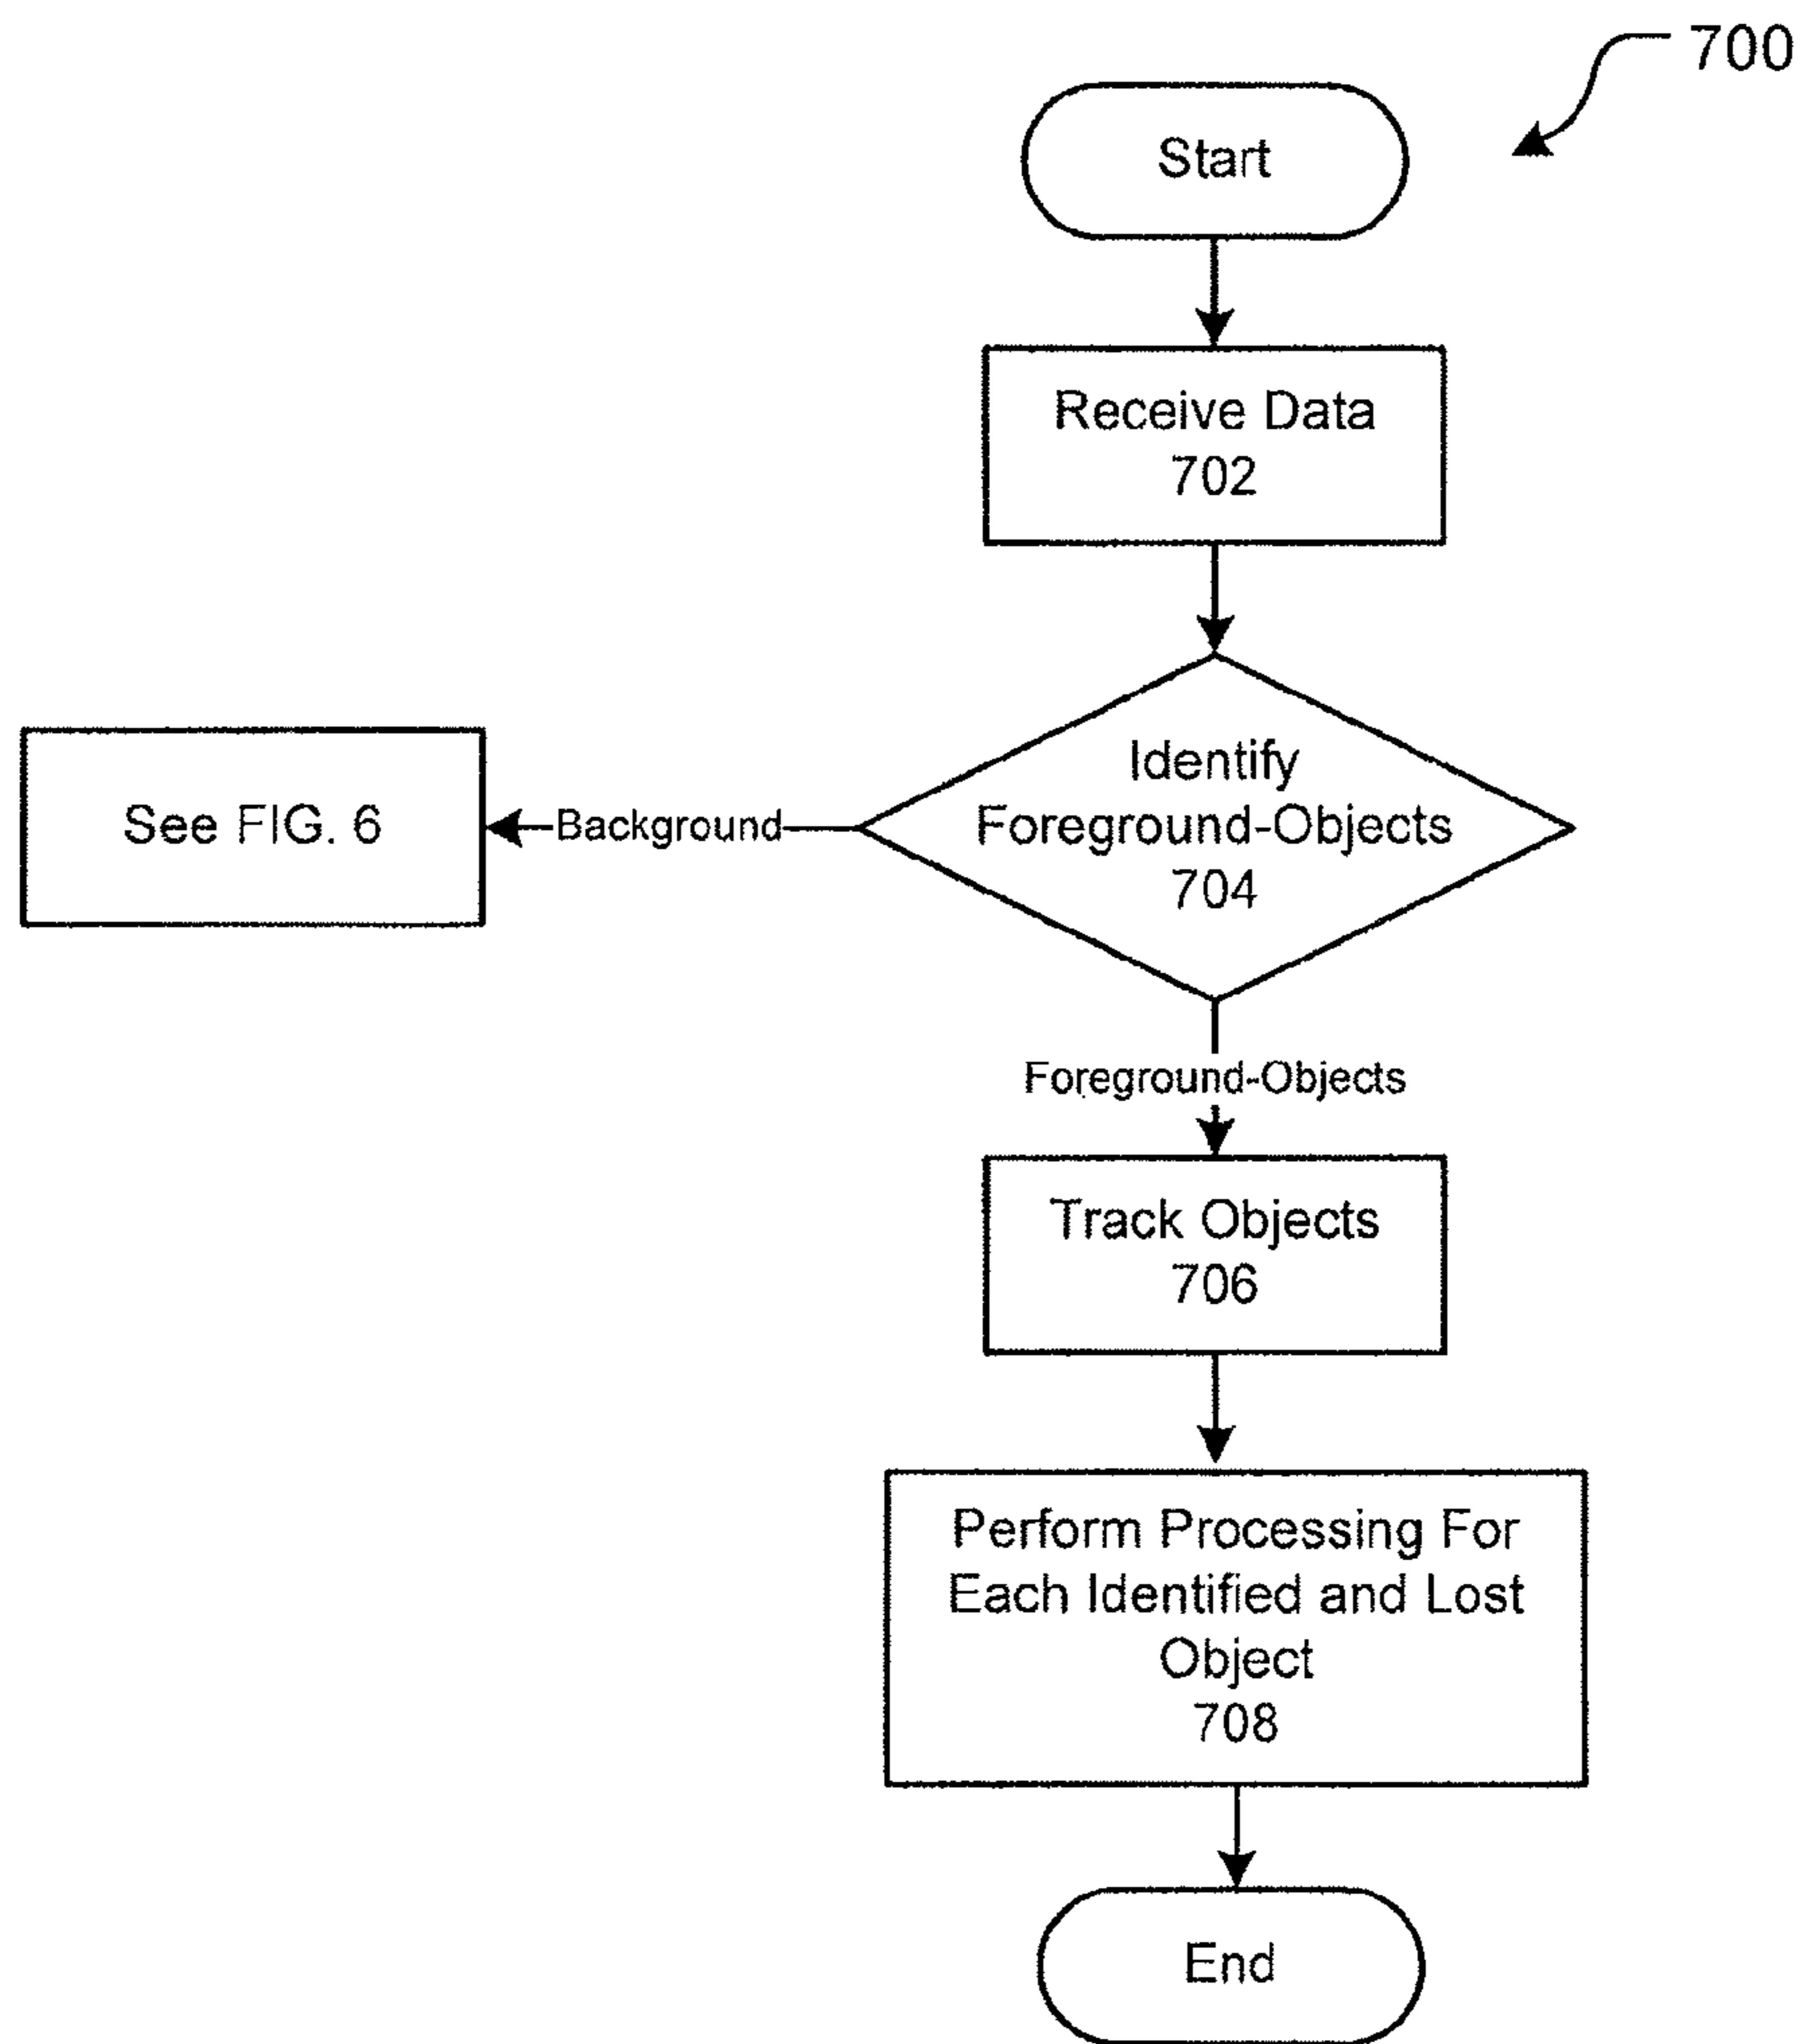 700
Start
Receive Data
702
Identify
Foreground-Objects
704
Background
See FIG. 6
Foreground-Objects
Track Objects
706
Perform Processing For
Each Identified and Lost
Object
708
End